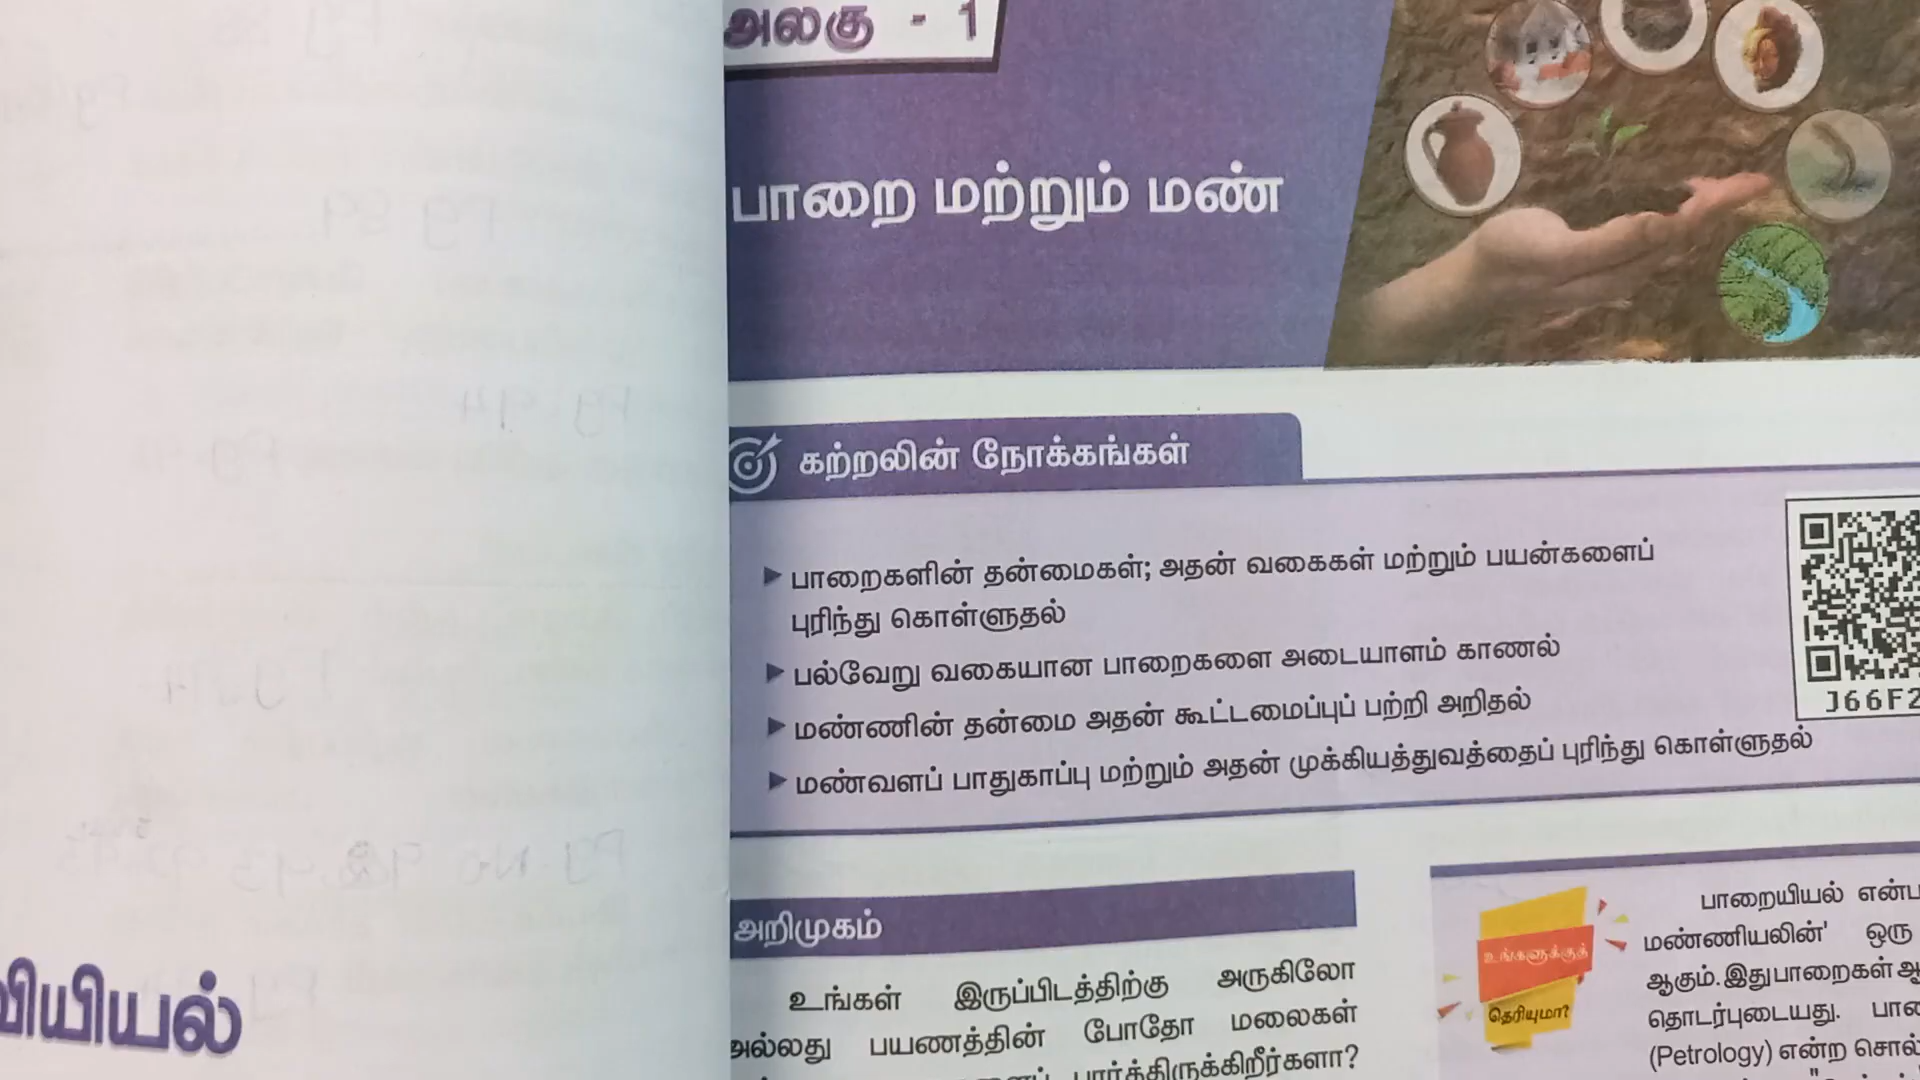 அலகு - 1
பாறை மற்றும் மண்
கற்றலின் நோக்கங்கள்
பாறைகளின் தன்மைகள்; அதன் வகைகள் மற்றும் பயன்களைப்
புரிந்து கொள்ளுதல்
பல்வேறு வகையான பாறைகளை அடையாளம் காணல்
மண்ணின் தன்மை அதன் கூட்டமைப்புப் பற்றி அறிதல்
மண்வளப் பாதுகாப்பு மற்றும் அதன் முக்கியத்துவத்தைப் புரிந்து கொள்ளுதல்
J66F2
அறிமுகம்
உங்கள் இருப்பிடத்திற்கு அருகிலோ
அல்லது பயணத்தின் போதோ மலைகள்
பார்த்திருக்கிறீர்களா?
உங்களுக்குத்
தெரியுமா?
பாறையியல்
மண்ணியலின்' ஒரு
ஆகும். இது பாறைகள்
தொடர்புடையது.
(Petrology) என்ற